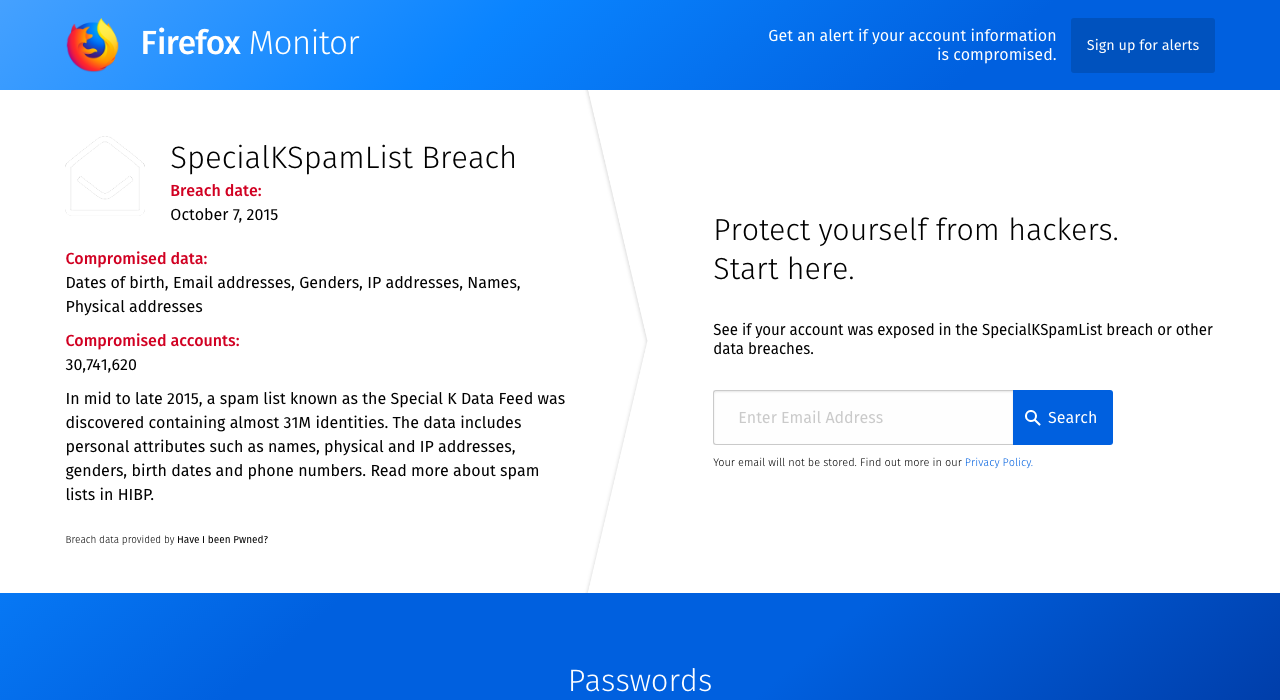 Firefox Monitor
Get an alert if your account information
is compromised.
Sign up for alerts
SpecialKSpamList Breach
Breach date:
October 7, 2015
Compromised data:
Dates of birth, Email addresses, Genders, IP addresses, Names,
Physical addresses
Compromised accounts:
30,741,620
In mid to late 2015, a spam list known as the Special K Data Feed was
discovered containing almost 31M identities. The data includes
personal attributes such as names, physical and IP addresses,
genders, birth dates and phone numbers. Read more about spam
lists in HIBP.
Breach data provided by Have I been Pwned?
Protect yourself from hackers.
Start here.
See if your account was exposed in the SpecialKSpamList breach or other
data breaches.
Enter Email Address
Search
Your email will not be stored. Find out more in our Privacy Policy.
Passwords